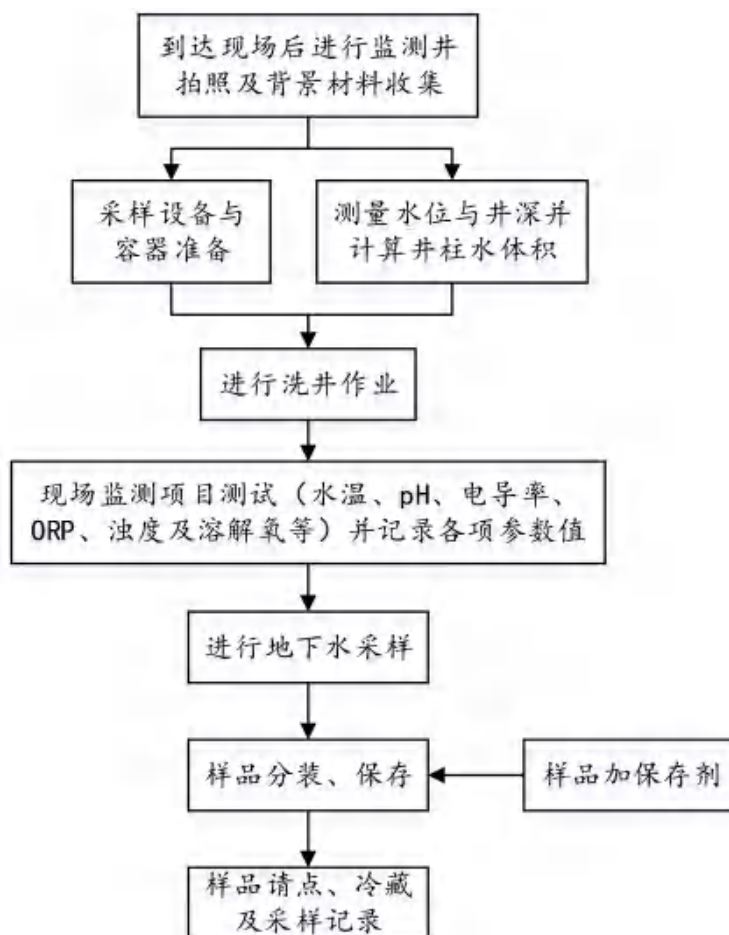 到达现场后进行监测井
拍照及背景材料收集
采样设备与
容器准备
测量水位与井深并
计算井柱水体积
进行洗井作业
现场监测项目测试（水温、pH、电导率、
ORP、浊度及溶解氧等）并记录各项参数值
进行地下水采样
样品分装、保存
样品加保存剂
样品请点、冷藏
及采样记录